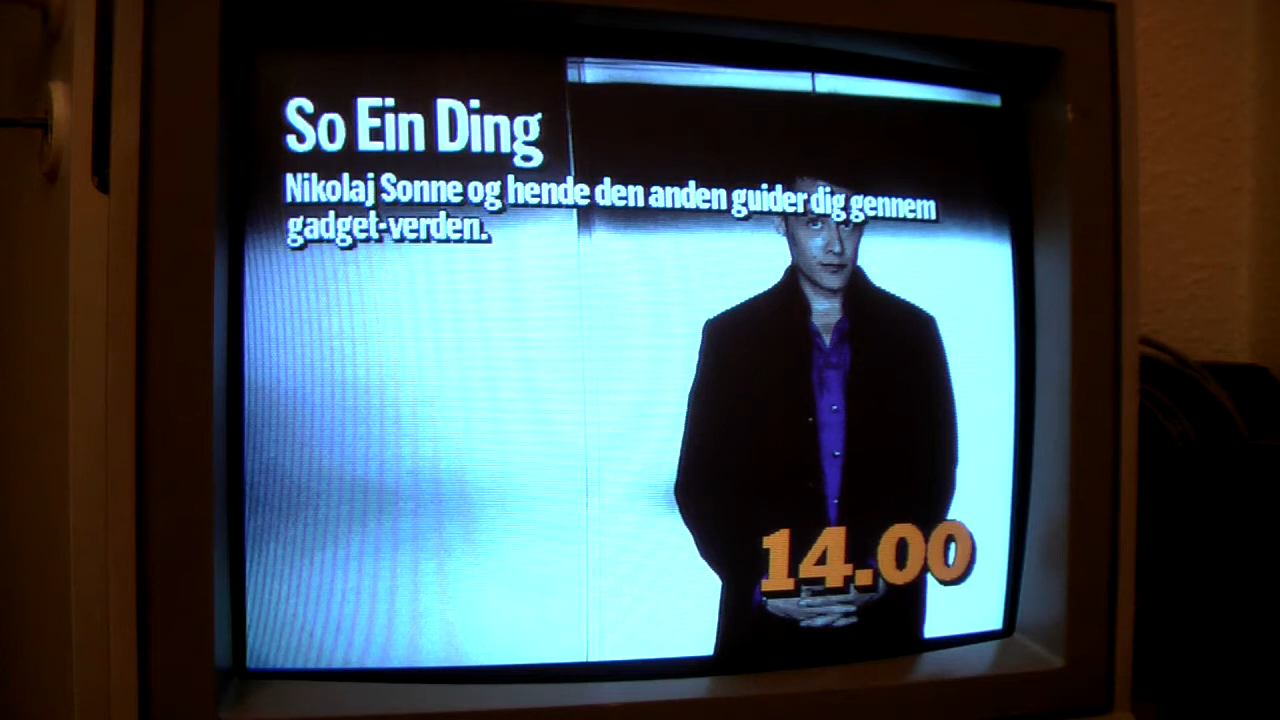 So Ein Ding
Nikolaj Sonne og hende den anden guider dig gennem
gadget-verden.
14.00